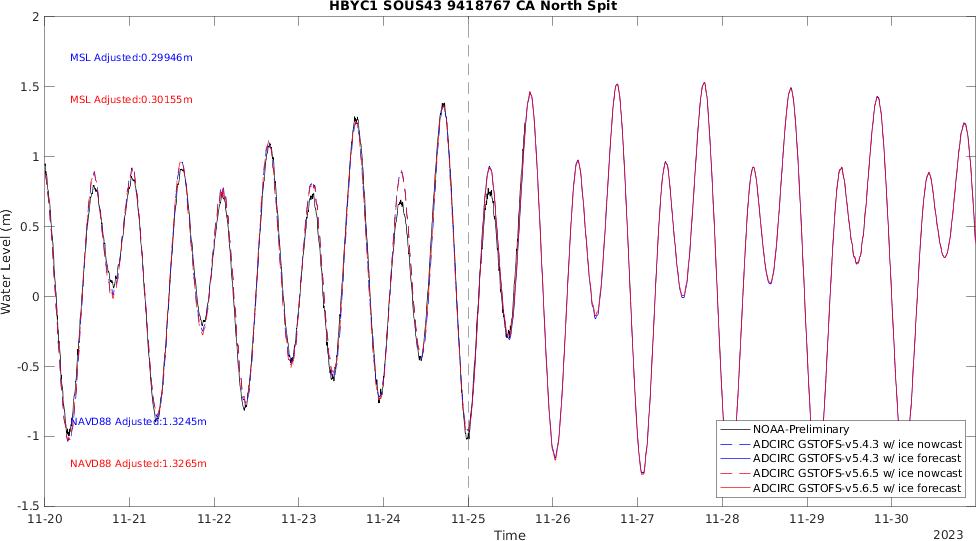 HBYC1 SOUS43 9418767 CA North Spit
2
1.5
1
0.5
0
-0.5
-1
-1.5
Water Level (m)
MSL Adjusted:0.29946m
MSL Adjusted:0.30155m
NAVD88 Adjusted:1.3245m
NAVD88 Adjusted:1.3265m
NOAA-Preliminary
ADCIRC GSTOFS-v5.4.3 w/ ice nowcast
ADCIRC GSTOFS-v5.4.3 w/ ice forecast
ADCIRC GSTOFS-v5.6.5 w/ ice nowcast
ADCIRC GSTOFS-v5.6.5 w/ ice forecast
11-20 11-21 11-22 11-23 11-24 11-25 11-26 11-27 11-28 11-29 11-30
Time
2023